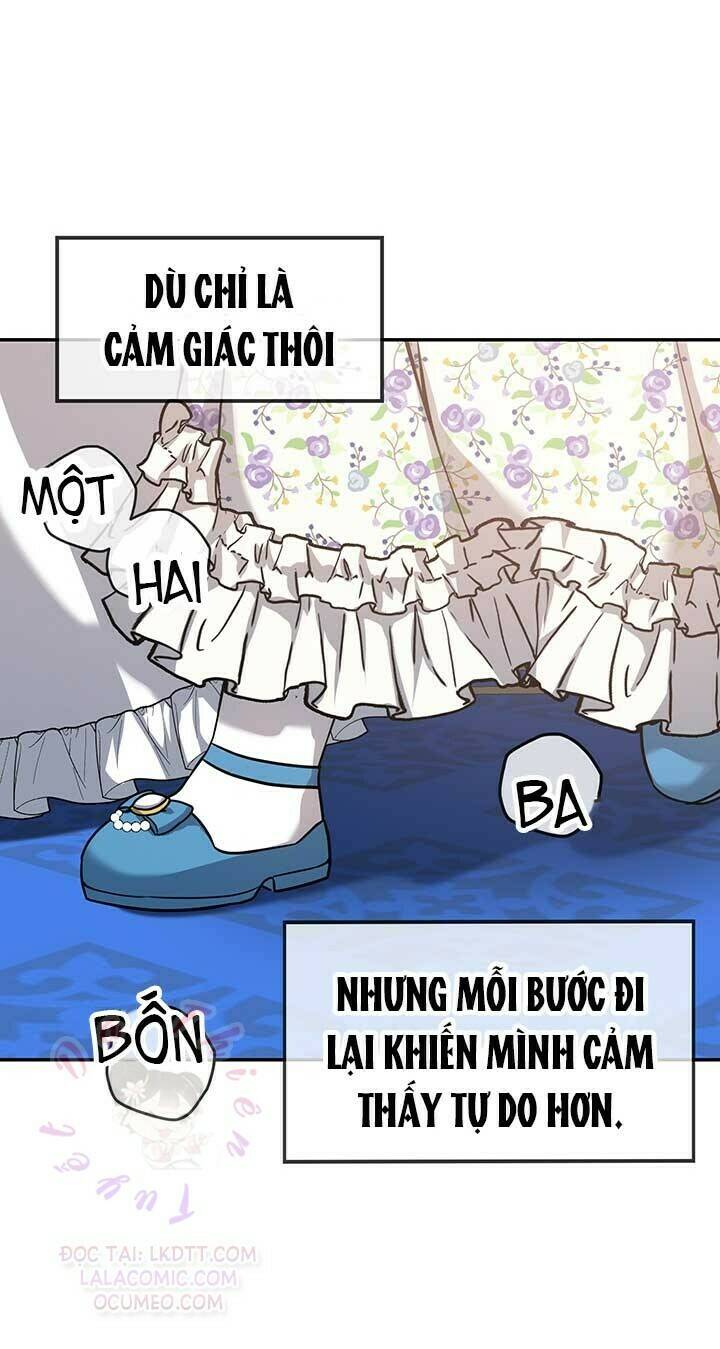 DÙ CHỈ LÀ
CẢM GIÁC THÔI
MỘT
HAI
BA
BỐN
NHƯNG MỖI BƯỚC ĐI
LẠI KHIẾN MÌNH CẢM
THẤY TỰ DO HƠN.
ĐỌC TẠI: LKDTT.COM
LALACOMIC.COM
OCUMEO.COM